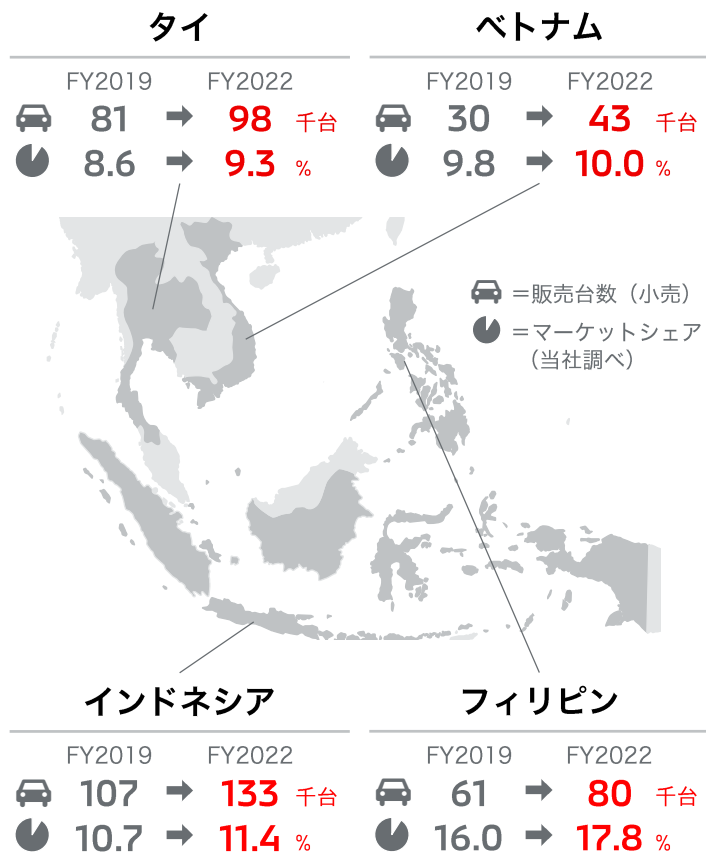 タイ
FY2019 FY2022
81 98 千台
8.6 9.3 %
ベトナム
FY2019 FY2022
30 43 千台
9.8 10.0 %
＝販売台数（小売）
＝マーケットシェア
（当社調べ）
インドネシア
FY2019 FY2022
107 133 千台
10.7 11.4 %
フィリピン
FY2019 FY2022
61 80 千台
16.0 17.8 %